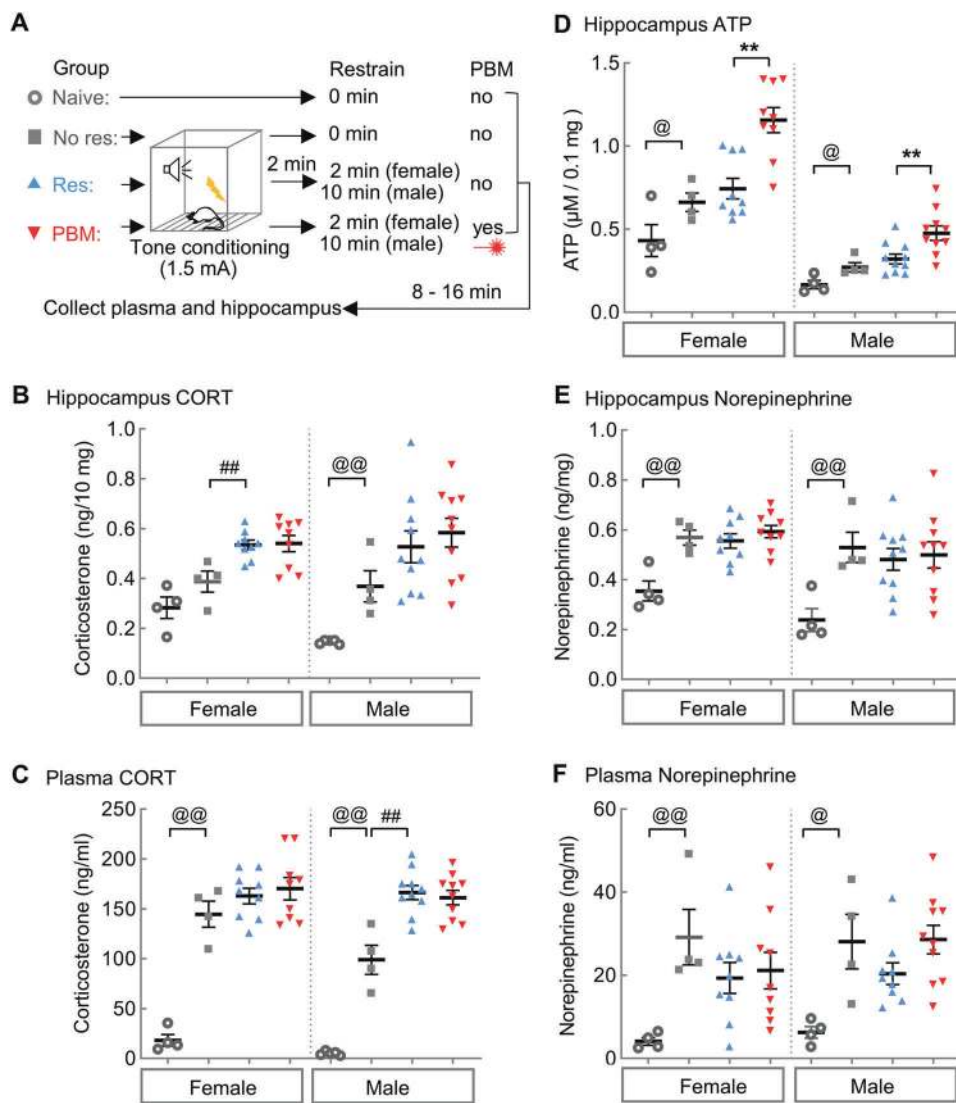 A
Group
Restrain
PBM
Naive:
0 min
no
No res:
0 min
no
2 min
Res:
2 min (female)
10 min (male)
no
PBM:
2 min (female)
10 min (male)
yes
Tone conditioning
(1.5 mA)
8 - 16 min
Collect plasma and hippocampus
D Hippocampus ATP
ATP (µM / 0.1 mg)
1.5
1.0
0.5
0.0
@
**
@
**
Female
Male
B Hippocampus CORT
Corticosterone (ng/10 mg)
1.0
0.8
0.6
0.4
0.2
0.0
##
@@
Female
Male
E Hippocampus Norepinephrine
Norepinephrine (ng/mg)
1.0
0.8
0.6
0.4
0.2
0.0
@@
@@
Female
Male
C Plasma CORT
Corticosterone (ng/ml)
250
200
150
100
50
0
@@
@@
##
Female
Male
F Plasma Norepinephrine
Norepinephrine (ng/ml)
60
40
20
0
@@
@
Female
Male